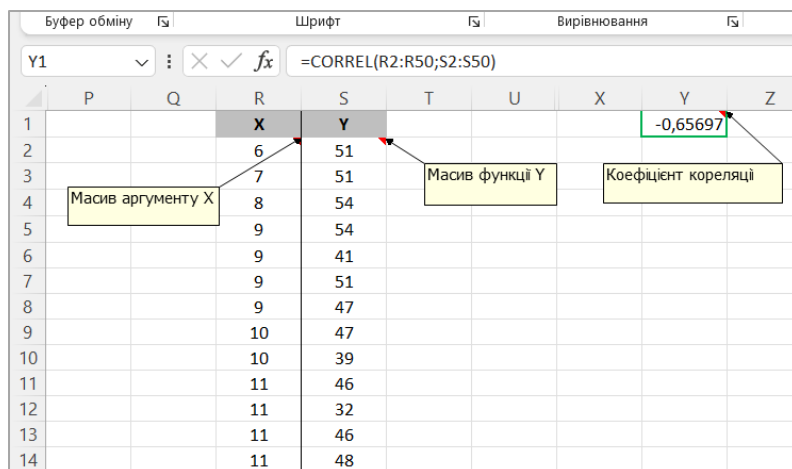 Буфер обміну Шрифт Вирівнювання
Y1 fx =CORREL(R2:R50;S2:S50)
P Q R S T U X Y Z
1 X Y -0,65697
2 6 51
3 7 51 Масив функції Y Коефіцієнт кореляції
4 Масив аргументу X 8 54
5 9 54
6 9 41
7 9 51
8 9 47
9 10 47
10 10 39
11 11 46
12 11 32
13 11 46
14 11 48